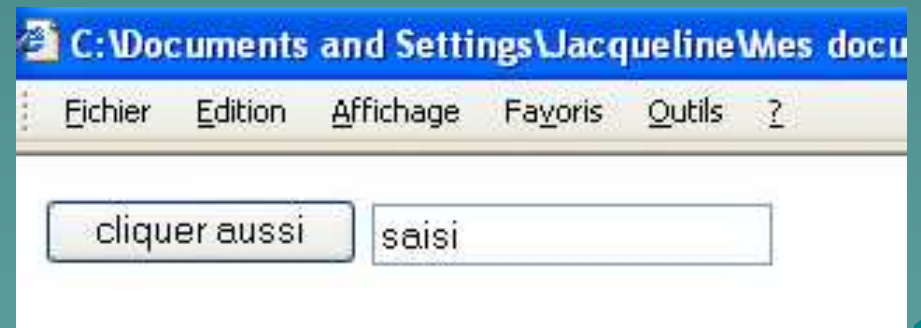 C:\Documents and Settings\Jacqueline\Mes docu
Fichier Edition Affichage Favoris Outils ?
cliquer aussi saisi